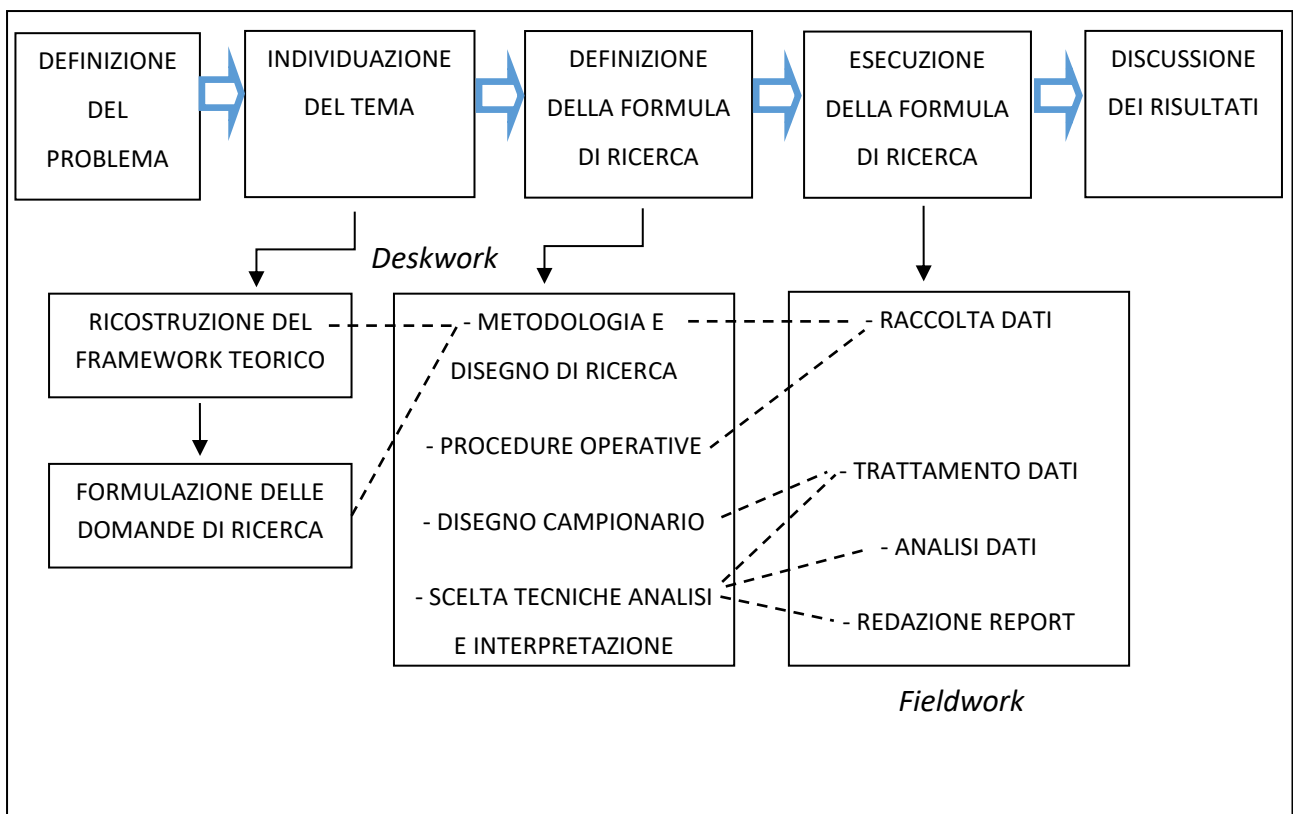 DEFINIZIONE
DEL
PROBLEMA
INDIVIDUAZIONE
DEL TEMA
DEFINIZIONE
DELLA FORMULA
DI RICERCA
ESECUZIONE
DELLA FORMULA
DI RICERCA
DISCUSSIONE
DEI RISULTATI
Deskwork
RICOSTRUZIONE DEL
FRAMEWORK TEORICO
FORMULAZIONE DELLE
DOMANDE DI RICERCA
- METODOLOGIA E
DISEGNO DI RICERCA
- PROCEDURE OPERATIVE
- DISEGNO CAMPIONARIO
- SCELTA TECNICHE ANALISI
E INTERPRETAZIONE
- RACCOLTA DATI
- TRATTAMENTO DATI
- ANALISI DATI
- REDAZIONE REPORT
Fieldwork